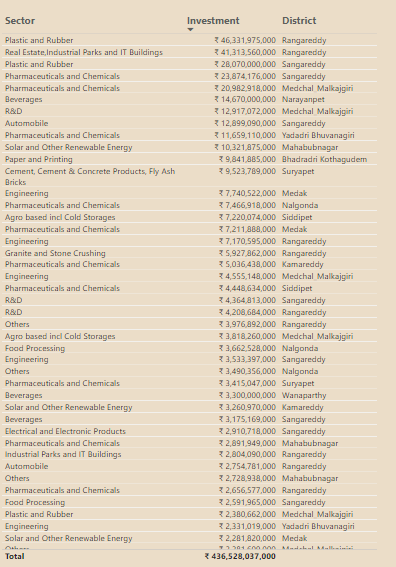 Sector Investment District
Plastic and Rubber ₹ 46,331,975,000 Rangareddy
Real Estate,Industrial Parks and IT Buildings ₹ 41,313,560,000 Rangareddy
Plastic and Rubber ₹ 28,070,000,000 Sangareddy
Pharmaceuticals and Chemicals ₹ 23,874,176,000 Sangareddy
Pharmaceuticals and Chemicals ₹ 20,982,918,000 Medchal_Malkajgiri
Beverages ₹ 14,670,000,000 Narayanpet
R&D ₹ 12,917,072,000 Medchal_Malkajgiri
Automobile ₹ 12,899,090,000 Sangareddy
Pharmaceuticals and Chemicals ₹ 11,659,110,000 Yadadri Bhuvanagiri
Solar and Other Renewable Energy ₹ 10,321,875,000 Mahabubnagar
Paper and Printing ₹ 9,841,885,000 Bhadradri Kothagudem
Cement, Cement & Concrete Products, Fly Ash ₹ 9,523,789,000 Suryapet
Bricks
Engineering ₹ 7,740,522,000 Medak
Pharmaceuticals and Chemicals ₹ 7,466,918,000 Nalgonda
Agro based incl Cold Storages ₹ 7,220,074,000 Siddipet
Pharmaceuticals and Chemicals ₹ 7,211,888,000 Medak
Engineering ₹ 7,170,595,000 Rangareddy
Granite and Stone Crushing ₹ 5,927,862,000 Rangareddy
Pharmaceuticals and Chemicals ₹ 5,036,438,000 Kamareddy
Engineering ₹ 4,555,148,000 Medchal_Malkajgiri
Pharmaceuticals and Chemicals ₹ 4,448,634,000 Siddipet
R&D ₹ 4,364,813,000 Sangareddy
R&D ₹ 4,208,684,000 Rangareddy
Others ₹ 3,976,892,000 Rangareddy
Agro based incl Cold Storages ₹ 3,818,260,000 Medchal_Malkajgiri
Food Processing ₹ 3,662,528,000 Nalgonda
Engineering ₹ 3,533,397,000 Sangareddy
Others ₹ 3,490,356,000 Nalgonda
Pharmaceuticals and Chemicals ₹ 3,415,047,000 Suryapet
Beverages ₹ 3,300,000,000 Wanaparthy
Solar and Other Renewable Energy ₹ 3,260,970,000 Kamareddy
Beverages ₹ 3,175,169,000 Sangareddy
Electrical and Electronic Products ₹ 2,910,718,000 Sangareddy
Pharmaceuticals and Chemicals ₹ 2,891,949,000 Mahabubnagar
Industrial Parks and IT Buildings ₹ 2,804,090,000 Rangareddy
Automobile ₹ 2,754,781,000 Rangareddy
Others ₹ 2,728,938,000 Mahabubnagar
Pharmaceuticals and Chemicals ₹ 2,656,577,000 Rangareddy
Food Processing ₹ 2,591,965,000 Sangareddy
Plastic and Rubber ₹ 2,380,662,000 Medchal_Malkajgiri
Engineering ₹ 2,331,019,000 Yadadri Bhuvanagiri
Solar and Other Renewable Energy ₹ 2,281,820,000 Medak
Others Medchal_Malkajgiri
Total ₹ 436,528,037,000